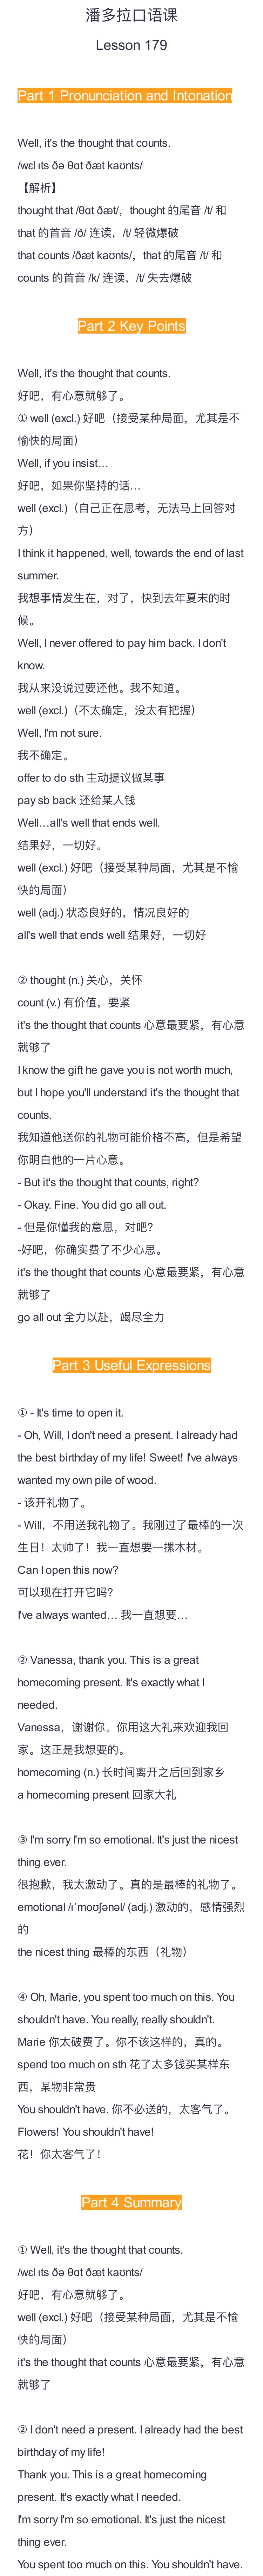 潘多拉口语课
Lesson 179
Part 1 Pronunciation and Intonation
Well, it's the thought that counts.
/wɛl ɪts ðə θɑt ðæt kaʊnts/
【解析】
thought that /θɑt ðæt/，thought 的尾音 /t/ 和
that 的首音 /ð/ 连读，/t/ 轻微爆破
that counts /ðæt kaʊnts/，that 的尾音 /t/ 和
counts 的首音 /k/ 连读，/t/ 失去爆破
Part 2 Key Points
Well, it's the thought that counts.
好吧，有心意就够了。
① well (excl.) 好吧（接受某种局面，尤其是不
愉快的局面）
Well, if you insist…
好吧，如果你坚持的话…
well (excl.)（自己正在思考，无法马上回答对
方）
I think it happened, well, towards the end of last
summer.
我想事情发生在，对了，快到去年夏末的时
候。
Well, I never offered to pay him back. I don't
know.
我从来没说过要还他。我不知道。
well (excl.)（不太确定，没太有把握）
Well, I'm not sure.
我不确定。
offer to do sth 主动提议做某事
pay sb back 还给某人钱
Well…all's well that ends well.
结果好，一切好。
well (excl.) 好吧（接受某种局面，尤其是不愉
快的局面）
well (adj.) 状态良好的，情况良好的
all's well that ends well 结果好，一切好
② thought (n.) 关心，关怀
count (v.) 有价值，要紧
it's the thought that counts 心意最要紧，有心意
就够了
I know the gift he gave you is not worth much,
but I hope you'll understand it's the thought that
counts.
我知道他送你的礼物可能价格不高，但是希望
你明白他的一片心意。
- But it's the thought that counts, right?
- Okay. Fine. You did go all out.
- 但是你懂我的意思，对吧?
-好吧，你确实费了不少心思。
it's the thought that counts 心意最要紧，有心意
就够了
go all out 全力以赴，竭尽全力
Part 3 Useful Expressions
① - It's time to open it.
- Oh, Will, I don't need a present. I already had
the best birthday of my life! Sweet! I've always
wanted my own pile of wood.
- 该开礼物了。
- Will，不用送我礼物了。我刚过了最棒的一次
生日！太帅了！我一直想要一摞木材。
Can I open this now?
可以现在打开它吗?
I've always wanted… 我一直想要…
② Vanessa, thank you. This is a great
homecoming present. It's exactly what I
needed.
Vanessa，谢谢你。你用这大礼来欢迎我回
家。这正是我想要的。
homecoming (n.) 长时间离开之后回到家乡
a homecoming present 回家大礼
③ I'm sorry I'm so emotional. It's just the nicest
thing ever.
很抱歉，我太激动了。真的是最棒的礼物了。
emotional /ɪˈmoʊʃənəl/ (adj.) 激动的，感情强烈
的
the nicest thing 最棒的东西（礼物）
④ Oh, Marie, you spent too much on this. You
shouldn't have. You really, really shouldn't.
Marie 你太破费了。你不该这样的，真的。
spend too much on sth 花了太多钱买某样东
西，某物非常贵
You shouldn't have. 你不必送的，太客气了。
Flowers! You shouldn't have!
花！你太客气了！
Part 4 Summary
① Well, it's the thought that counts.
/wɛl ɪts ðə θɑt ðæt kaʊnts/
好吧，有心意就够了。
well (excl.) 好吧（接受某种局面，尤其是不愉
快的局面）
it's the thought that counts 心意最要紧，有心意
就够了
② I don't need a present. I already had the best
birthday of my life!
Thank you. This is a great homecoming
present. It's exactly what I needed.
I'm sorry I'm so emotional. It's just the nicest
thing ever.
You spent too much on this. You shouldn't have.